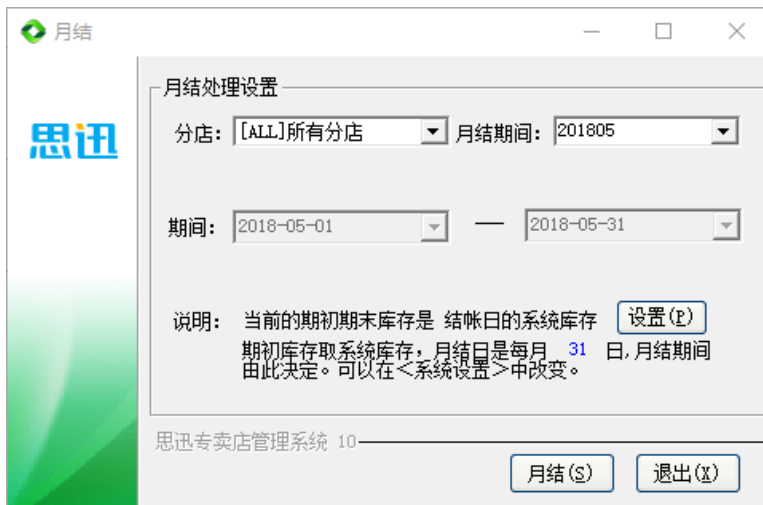 月结
思迅
月结处理设置
分店： [ALL]所有分店 月结期间： 201805
期间： 2018-05-01 — 2018-05-31
说明： 当前的期初期末库存是 结帐日的系统库存 设置(P)
期初库存取系统库存，月结日是每月 31 日,月结期间
由此决定。可以在<系统设置>中改变。
思迅专卖店管理系统 10
月结(S) 退出(X)